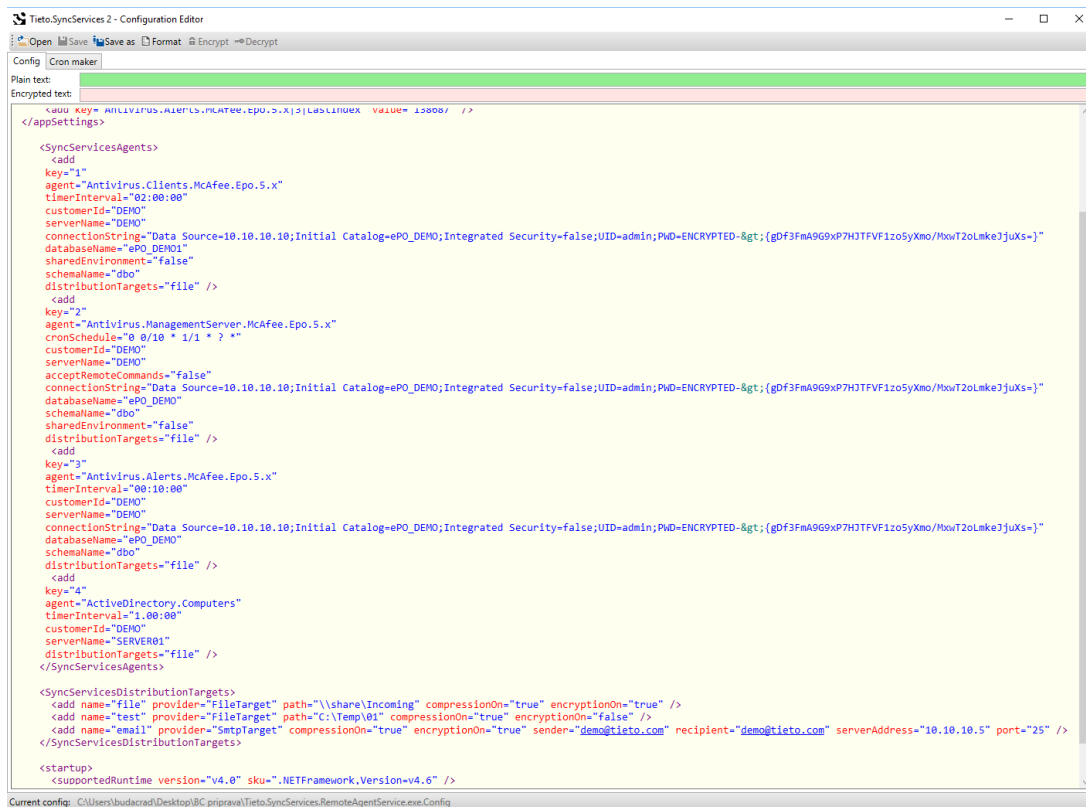 Tieto.SyncServices 2 - Configuration Editor
Open Save Save as Format Encrypt Decrypt
Config Cron maker
Plain text:
Encrypted text:
<add key="Antivirus.Alerts.McAfee.Epo.5.x|3|LastIndex" value="138687" />
</appSettings>
<SyncServicesAgents>
<add
key="1"
agent="Antivirus.Clients.McAfee.Epo.5.x"
timerInterval="02:00:00"
customerId="DEMO"
serverName="DEMO"
connectionString="Data Source=10.10.10.10;Initial Catalog=ePO_DEMO;Integrated Security=false;UID=admin;PWD=ENCRYPTED-&gt;{gDf3FmA9G9xP7HJTFVF1zo5yXmo/MxwT2oLmkeJjuXs=}"
databaseName="ePO_DEMO1"
sharedEnvironment="false"
schemaName="dbo"
distributionTargets="file" />
<add
key="2"
agent="Antivirus.ManagementServer.McAfee.Epo.5.x"
cronSchedule="0 0/10 * 1/1 * ? *"
customerId="DEMO"
serverName="DEMO"
acceptRemoteCommands="false"
connectionString="Data Source=10.10.10.10;Initial Catalog=ePO_DEMO;Integrated Security=false;UID=admin;PWD=ENCRYPTED-&gt;{gDf3FmA9G9xP7HJTFVF1zo5yXmo/MxwT2oLmkeJjuXs=}"
databaseName="ePO_DEMO"
schemaName="dbo"
sharedEnvironment="false"
distributionTargets="file" />
<add
key="3"
agent="Antivirus.Alerts.McAfee.Epo.5.x"
timerInterval="00:10:00"
customerId="DEMO"
serverName="DEMO"
connectionString="Data Source=10.10.10.10;Initial Catalog=ePO_DEMO;Integrated Security=false;UID=admin;PWD=ENCRYPTED-&gt;{gDf3FmA9G9xP7HJTFVF1zo5yXmo/MxwT2oLmkeJjuXs=}"
databaseName="ePO_DEMO"
schemaName="dbo"
distributionTargets="file" />
<add
key="4"
agent="ActiveDirectory.Computers"
timerInterval="1.00:00"
customerId="DEMO"
serverName="SERVER01"
distributionTargets="file" />
</SyncServicesAgents>
<SyncServicesDistributionTargets>
<add name="file" provider="FileTarget" path="\\share\Incoming" compressionOn="true" encryptionOn="true" />
<add name="test" provider="FileTarget" path="C:\Temp\01" compressionOn="true" encryptionOn="false" />
<add name="email" provider="SmtpTarget" compressionOn="true" encryptionOn="true" sender="demo@tieto.com" recipient="demo@tieto.com" serverAddress="10.10.10.5" port="25" />
</SyncServicesDistributionTargets>
<startup>
<supportedRuntime version="v4.0" sku=".NETFramework,Version=v4.6" />
Current config: C:\Users\budacrad\Desktop\BC priprava\Tieto.SyncServices.RemoteAgentService.exe.Config